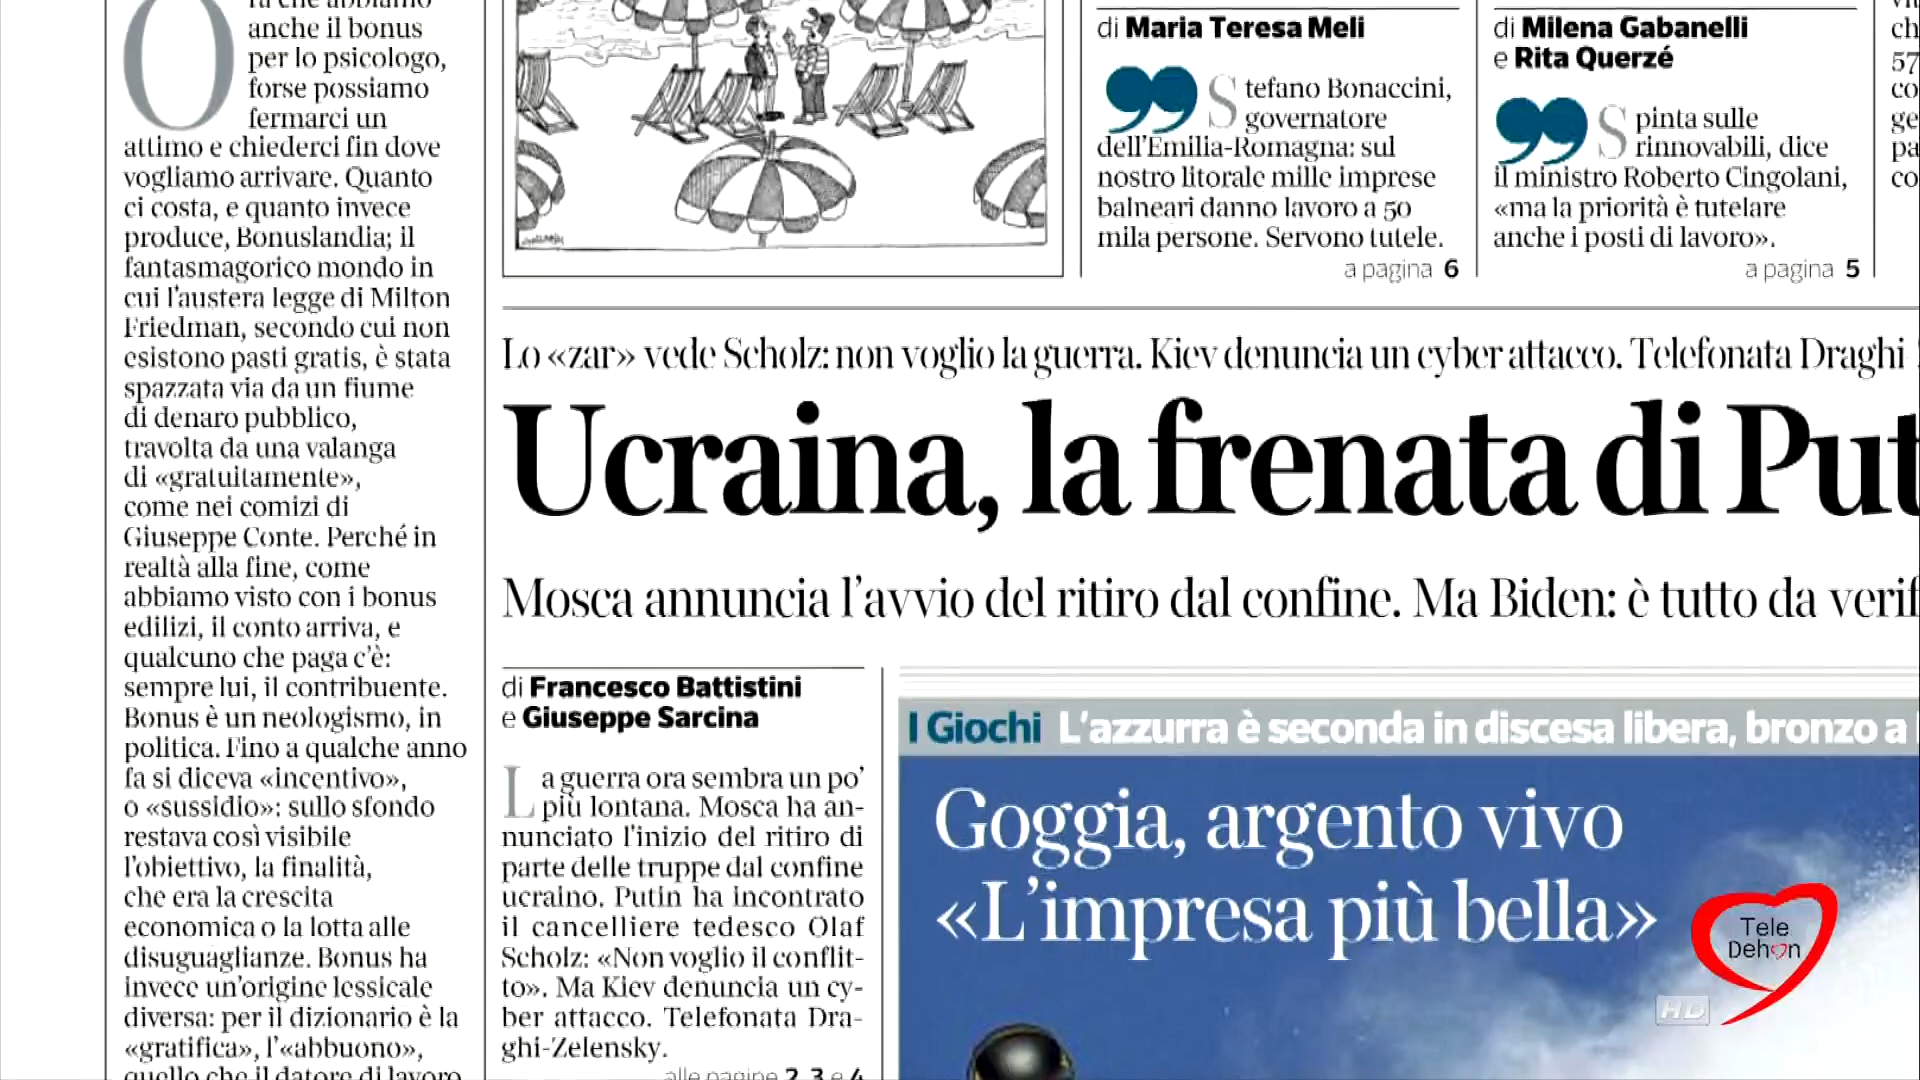 anche il bonus
per lo psicologo,
forse possiamo
fermarci un
attimo e chiederci fin dove
vogliamo arrivare. Quanto
ci costa, e quanto invece
produce, Bonuslandia; il
fantasmagorico mondo in
cui l'austera legge di Milton
Friedman, secondo cui non
esistono pasti gratis, è stata
spazzata via da un fiume
di denaro pubblico,
travolta da una valanga
di «gratuitamente»,
come nei comizi di
Giuseppe Conte. Perché in
realtà alla fine, come
abbiamo visto con i bonus
edilizi, il conto arriva, e
qualcuno che paga c'è:
sempre lui, il contribuente.
Bonus è un neologismo, in
politica. Fino a qualche anno
fa si diceva «incentivo»,
o «sussidio»: sullo sfondo
restava così visibile
l'obiettivo, la finalità,
che era la crescita
economica o la lotta alle
disuguaglianze. Bonus ha
invece un'origine lessicale
diversa: per il dizionario è la
«gratifica», l'«abbuono»,
quello che il datore di lavoro
di Maria Teresa Meli
Stefano Bonaccini,
governatore
dell'Emilia-Romagna: sul
nostro litorale mille imprese
balneari danno lavoro a 50
mila persone. Servono tutele.
a pagina 6
di Milena Gabanelli
e Rita Querzé
Spinta sulle
rinnovabili, dice
il ministro Roberto Cingolani,
«ma la priorità è tutelare
anche i posti di lavoro».
a pagina 5
ch
57
co
ge
pa
co
Lo «zar» vede Scholz: non voglio la guerra. Kiev denuncia un cyber attacco. Telefonata Draghi
Ucraina, la frenata di Put
Mosca annuncia l'avvio del ritiro dal confine. Ma Biden: è tutto da verif
di Francesco Battistini
e Giuseppe Sarcina
La guerra ora sembra un po'
più lontana. Mosca ha an-
nunciato l'inizio del ritiro di
parte delle truppe dal confine
ucraino. Putin ha incontrato
il cancelliere tedesco Olaf
Scholz: «Non voglio il conflit-
to». Ma Kiev denuncia un cy-
ber attacco. Telefonata Dra-
ghi-Zelensky.
alle pagine 2, 3 e 4
I Giochi L'azzurra è seconda in discesa libera, bronzo a
Goggia, argento vivo
«L'impresa più bella»
Tele
Dehon
HD